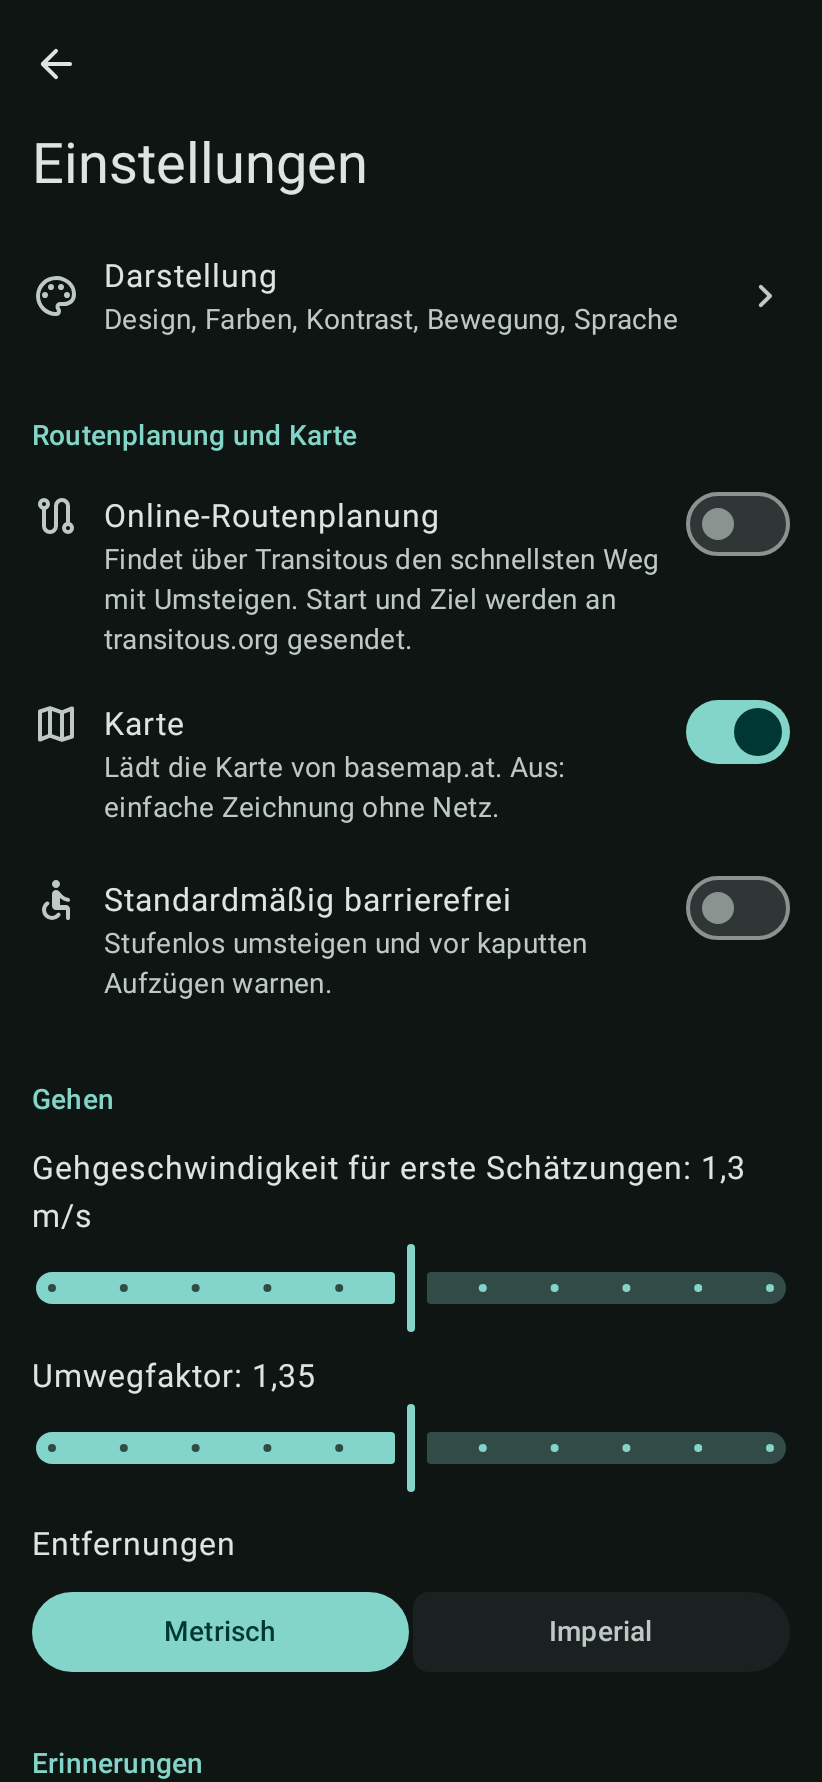 Einstellungen
Darstellung
Design, Farben, Kontrast, Bewegung, Sprache
Routenplanung und Karte
Online-Routenplanung
Findet über Transitous den schnellsten Weg
mit Umsteigen. Start und Ziel werden an
transitous.org gesendet.
Karte
Lädt die Karte von basemap.at. Aus:
einfache Zeichnung ohne Netz.
Standardmäßig barrierefrei
Stufenlos umsteigen und vor kaputten
Aufzügen warnen.
Gehen
Gehgeschwindigkeit für erste Schätzungen: 1,3
m/s
Umwegfaktor: 1,35
Entfernungen
Metrisch
Imperial
Erinnerungen